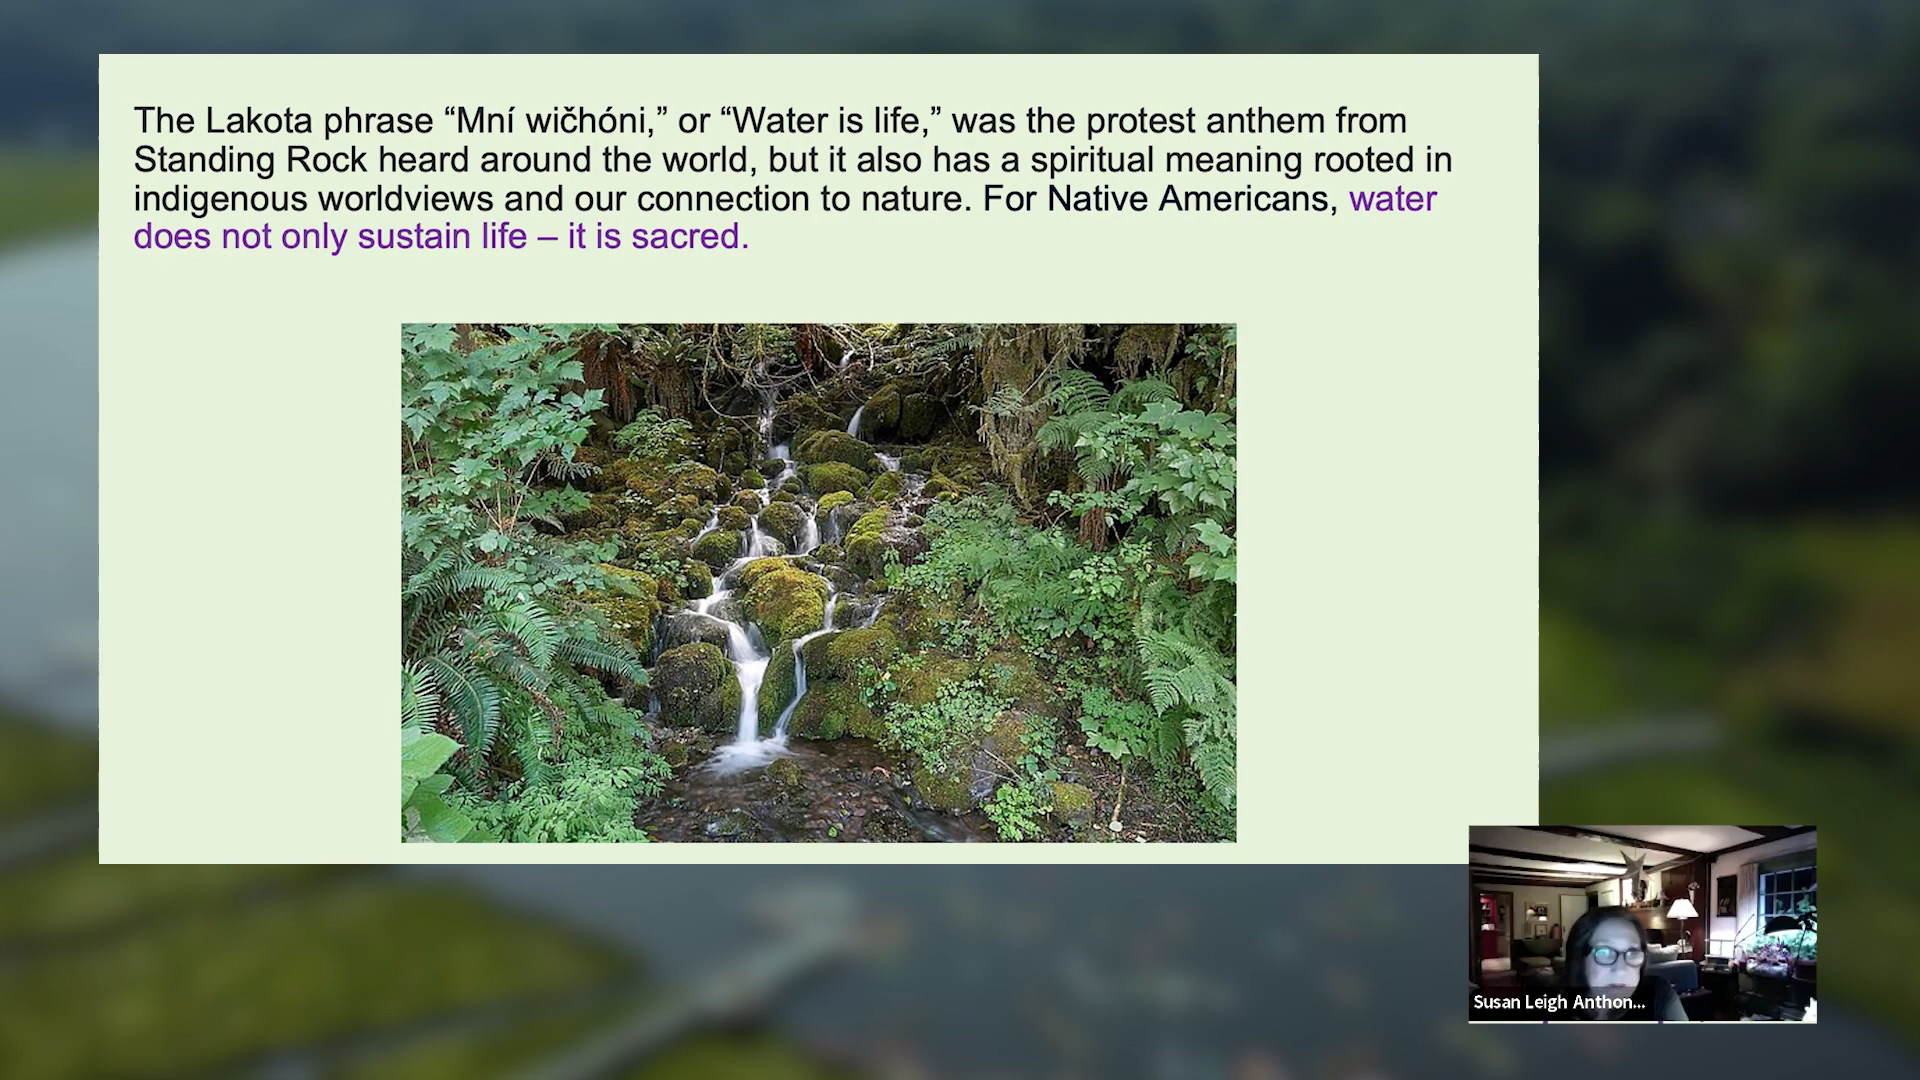 The Lakota phrase “Mní wičhóni,” or “Water is life,” was the protest anthem from
Standing Rock heard around the world, but it also has a spiritual meaning rooted in
indigenous worldviews and our connection to nature. For Native Americans, water
does not only sustain life – it is sacred.
Susan Leigh Anthon...